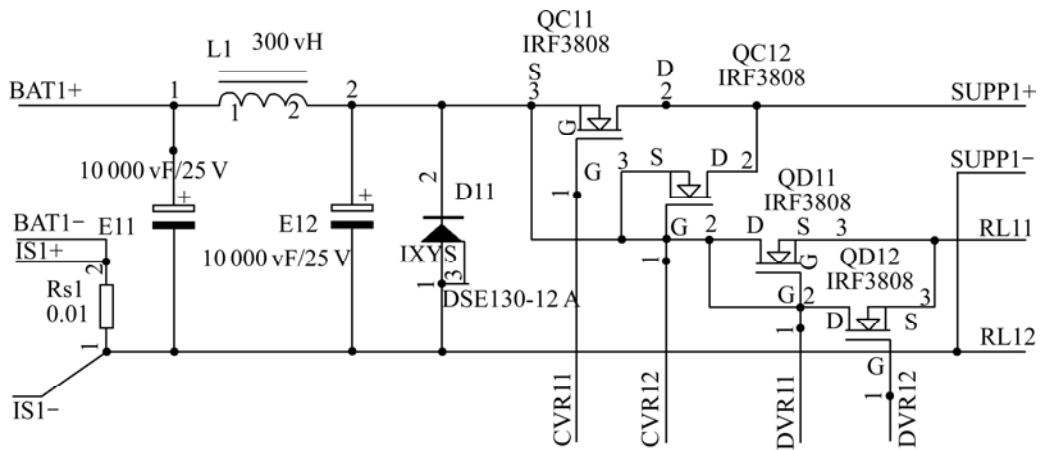 QC11
IRF3808
L1 300 vH
QC12
IRF3808
S D
BAT1+ 1 2 3 2 SUPP1+
1 2
G
SUPP1−
10 000 vF/25 V
3 S D 2
G
QD11
IRF3808
2 D11
1
+ +
E11 E12
BAT1−
G 2 D S 3 RL11
IS1+
IXYS
QD12
IRF3808
10 000 vF/25 V
1
G
2
1 3
DSE130-12 A
Rs1
0.01
G 2
D S 3
1
1
RL12
G
IS1−
1
CVR11
CVR12
DVR11
DVR12